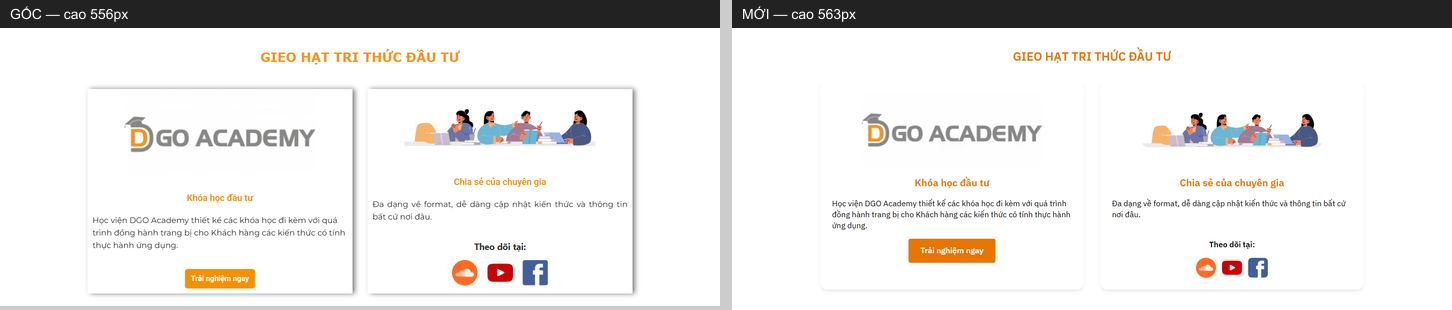 GỐC — cao 556px
GIEO HẠT TRI THỨC ĐẦU TƯ
DGO ACADEMY
Khóa học đầu tư
Học viện DGO Academy thiết kế các khóa học đi kèm với quá
trình đồng hành trang bị cho Khách hàng các kiến thức có tính
thực hành ứng dụng.
Trải nghiệm ngay
Chia sẻ của chuyên gia
Đa dạng về format, dễ dàng cập nhật kiến thức và thông tin
bất cứ nơi đâu.
Theo dõi tại:
MỚI — cao 563px
GIEO HẠT TRI THỨC ĐẦU TƯ
DGO ACADEMY
Khóa học đầu tư
Học viện DGO Academy thiết kế các khóa học đi kèm với quá trình
đồng hành trang bị cho Khách hàng các kiến thức có tính thực hành
ứng dụng.
Trải nghiệm ngay
Chia sẻ của chuyên gia
Đa dạng về format, dễ dàng cập nhật kiến thức và thông tin bất cứ
nơi đâu.
Theo dõi tại: